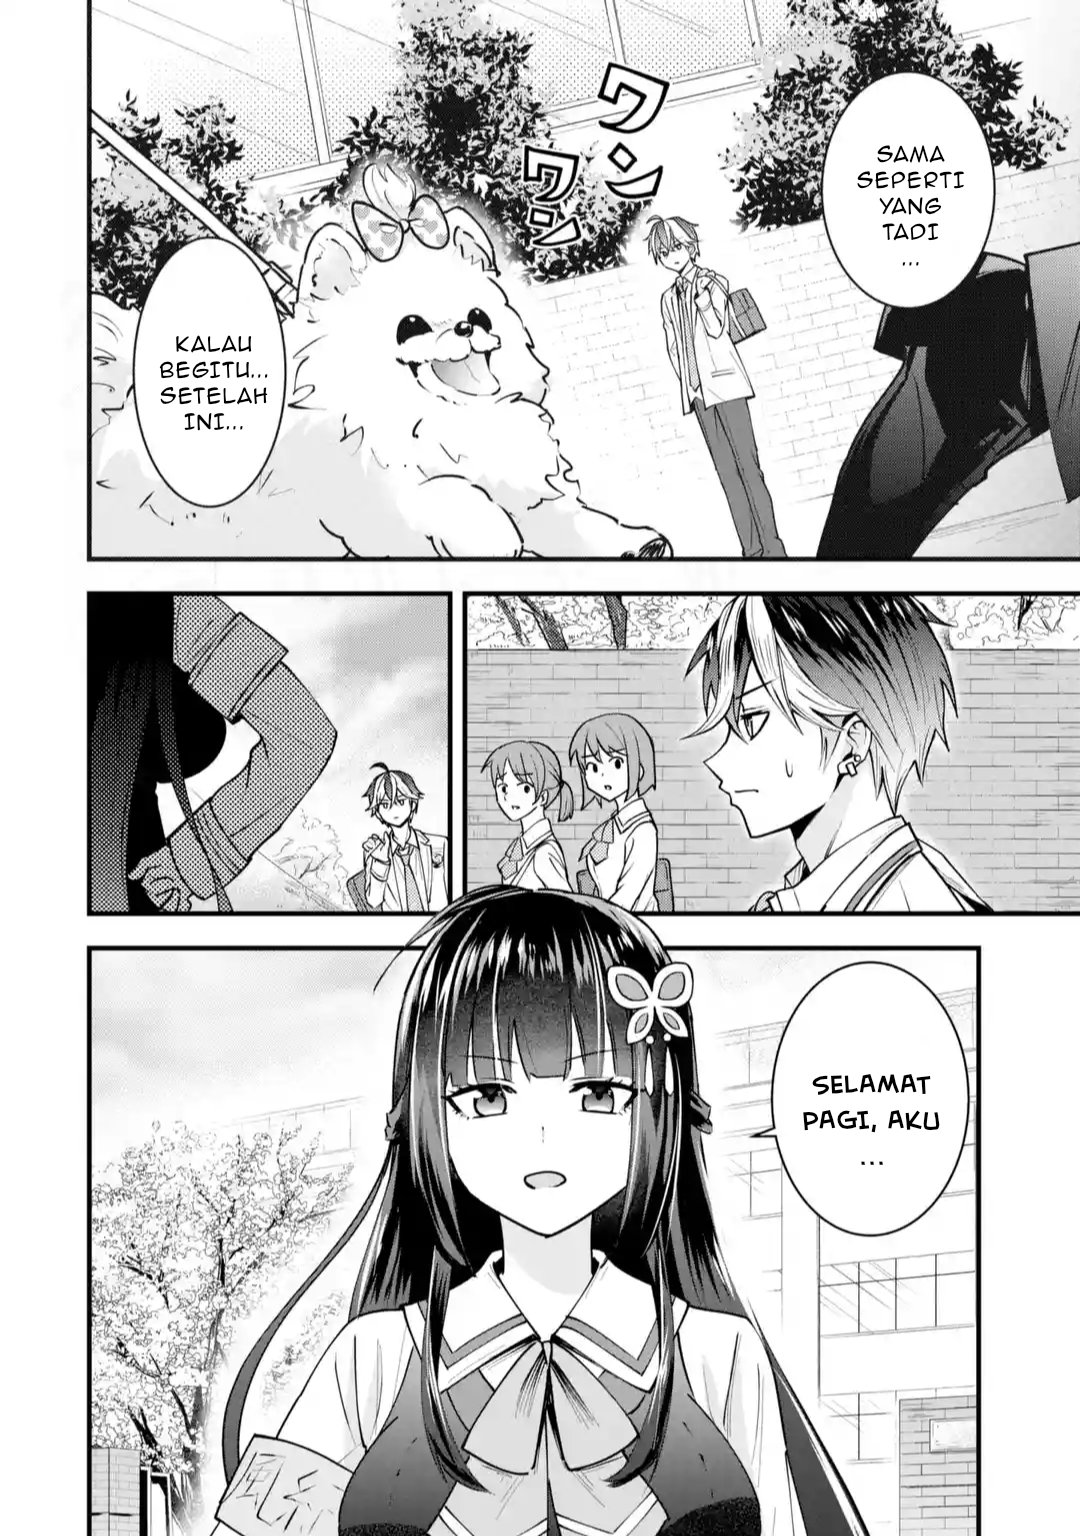 SAMA
SEPERTI
YANG
TADI
...
ワン
ワン
KALAU
BEGITU...
SETELAH
INI...
SELAMAT
PAGI, AKU
...